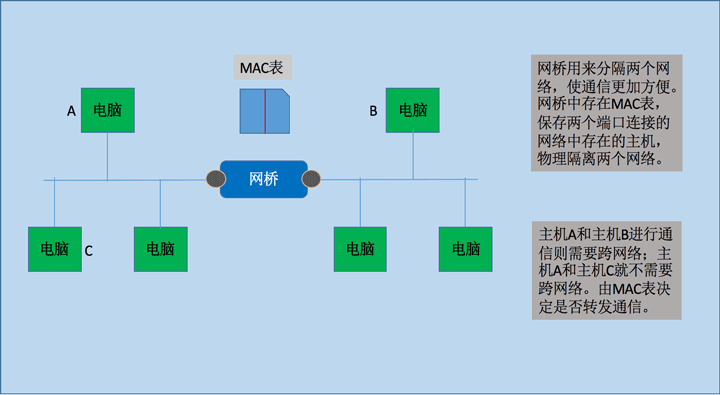 MAC表
A
电脑
B
电脑
网桥
电脑
C
电脑
电脑
电脑
网桥用来分隔两个网
络，使通信更加方便。
网桥中存在MAC表，
保存两个端口连接的
网络中存在的主机，
物理隔离两个网络。
主机A和主机B进行通
信则需要跨网络；主
机A和主机C就不需要
跨网络。由MAC表决
定是否转发通信。